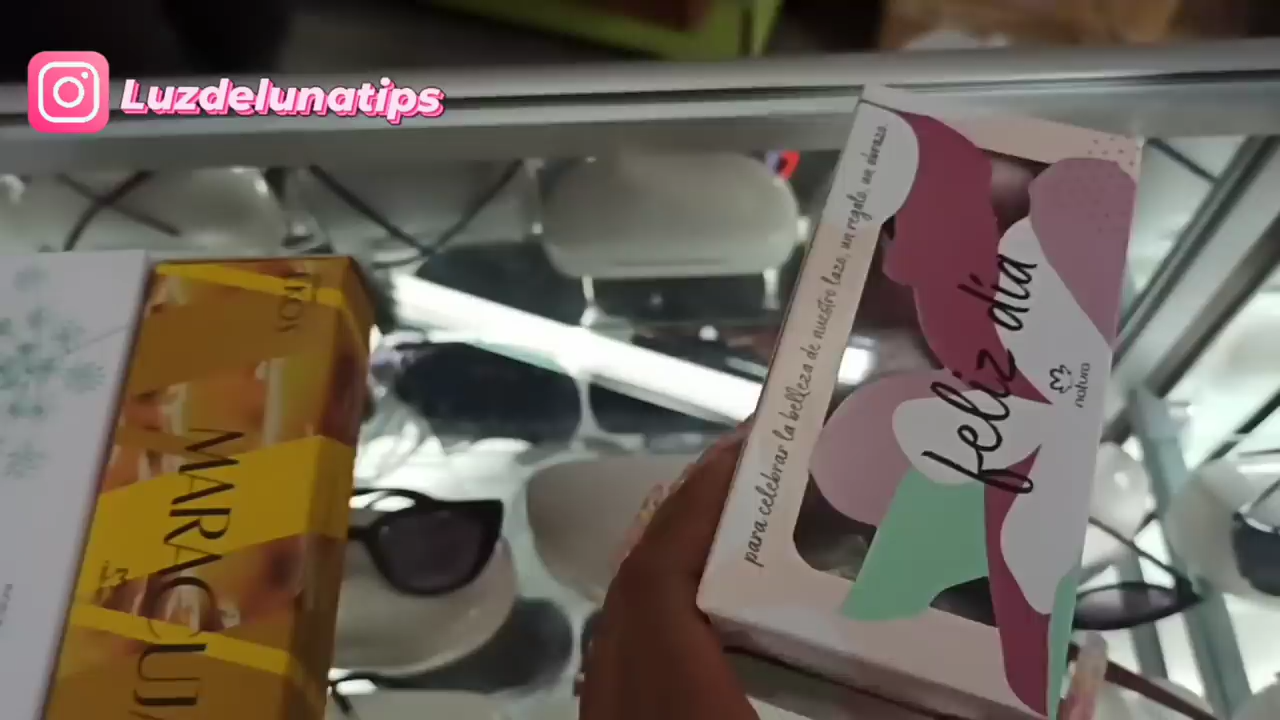 Luzdelunatips
para celebrar la belleza de nuestro lazo, un regalo, un abrazo.
feliz día
natura
MARACUJÁ